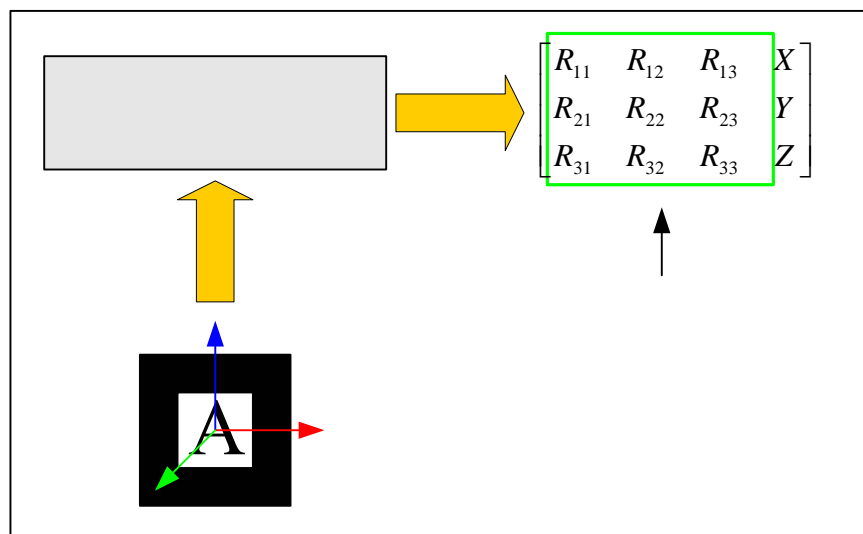 R₁₁ R₁₂ R₁₃ X
R₂₁ R₂₂ R₂₃ Y
R₃₁ R₃₂ R₃₃ Z
A